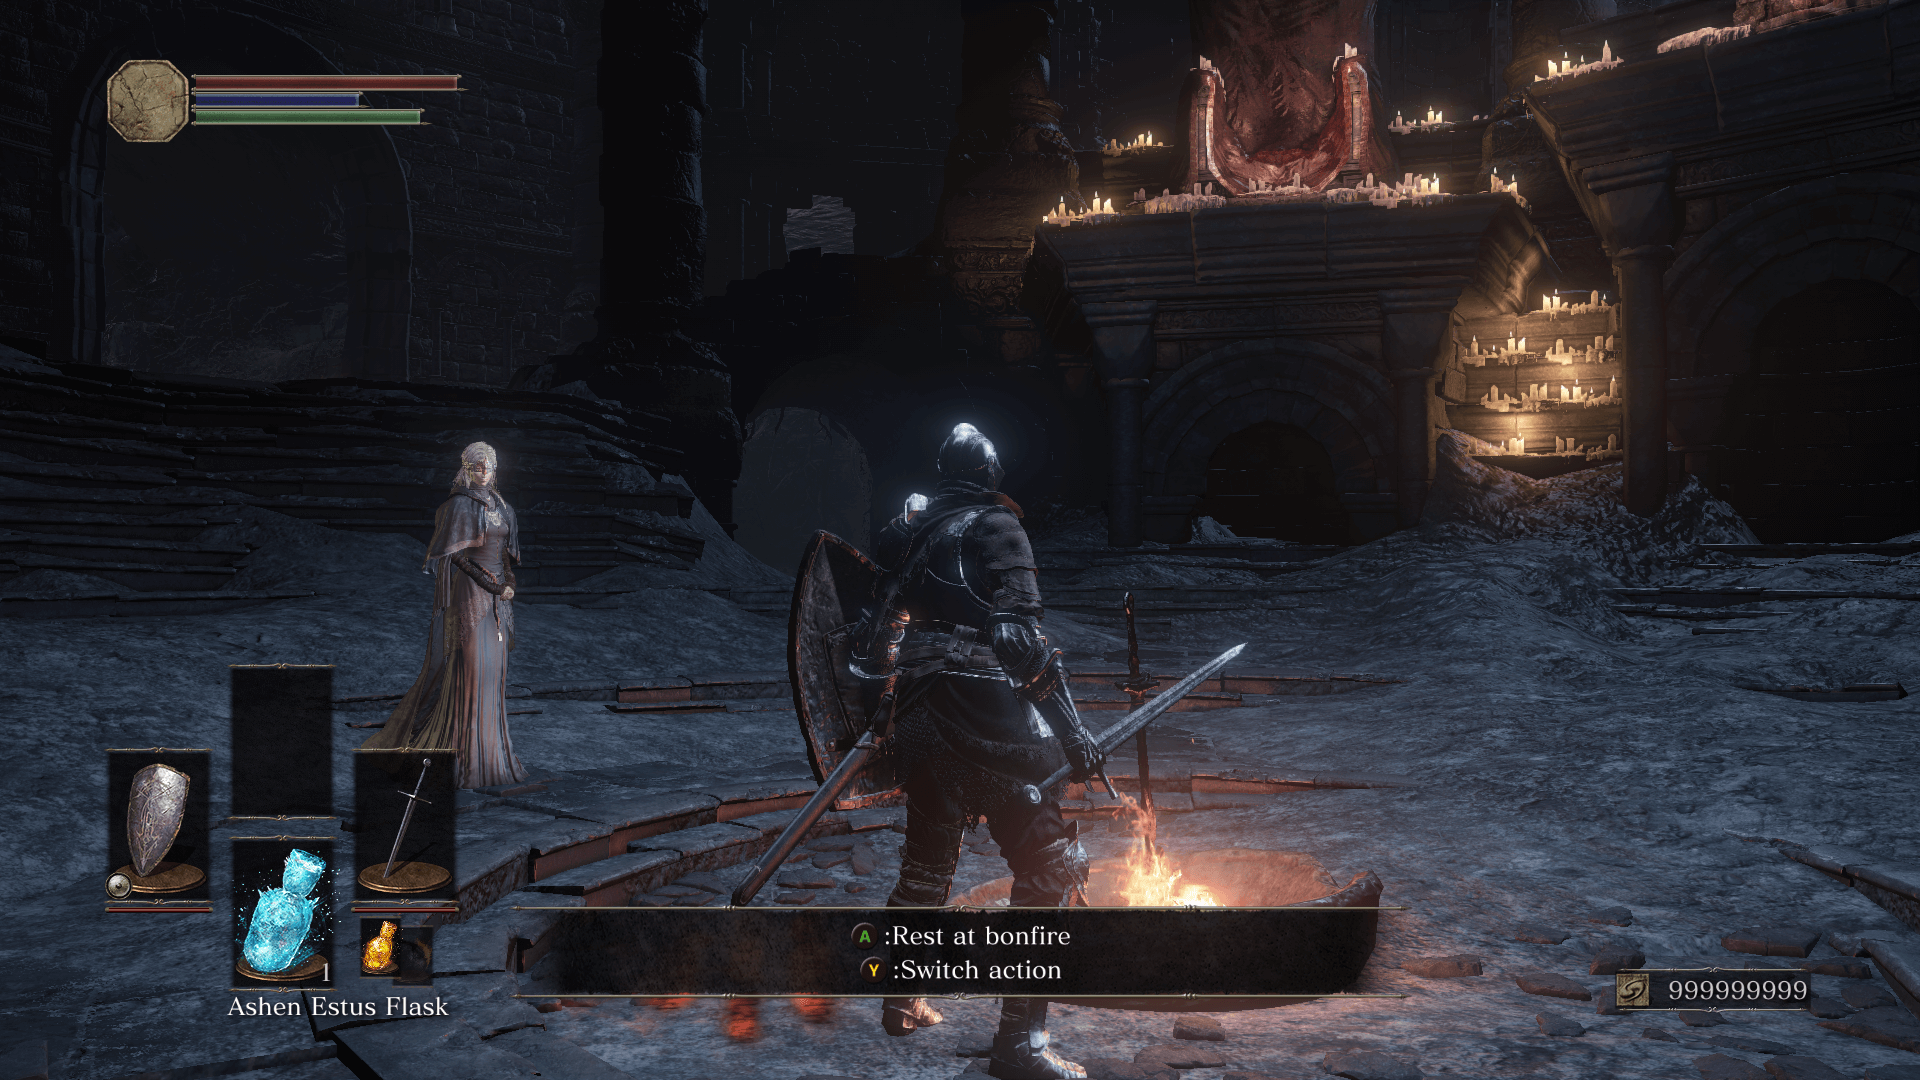 A :Rest at bonfire
Y :Switch action
1
Ashen Estus Flask
999999999